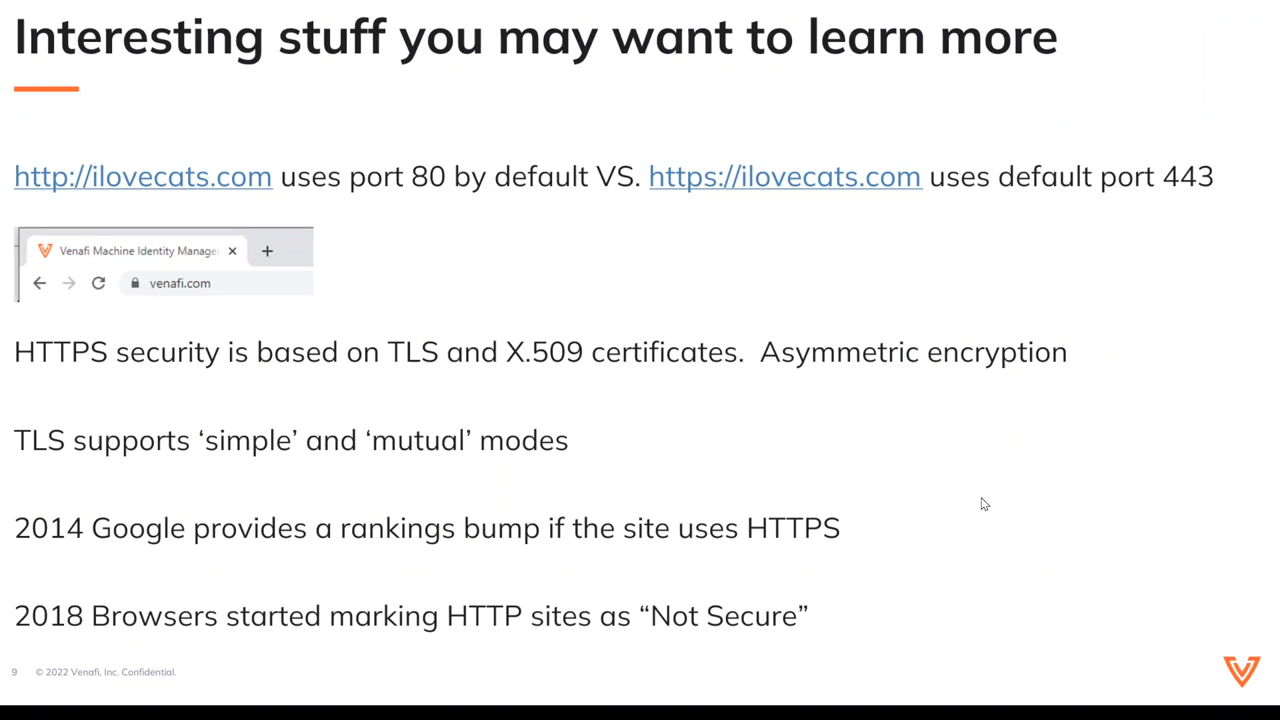 Interesting stuff you may want to learn more
http://ilovecats.com uses port 80 by default VS. https://ilovecats.com uses default port 443
Venafi Machine Identity Manage
venafi.com
HTTPS security is based on TLS and X.509 certificates.  Asymmetric encryption
TLS supports ‘simple’ and ‘mutual’ modes
2014 Google provides a rankings bump if the site uses HTTPS
2018 Browsers started marking HTTP sites as “Not Secure”
9 © 2022 Venafi, Inc. Confidential.